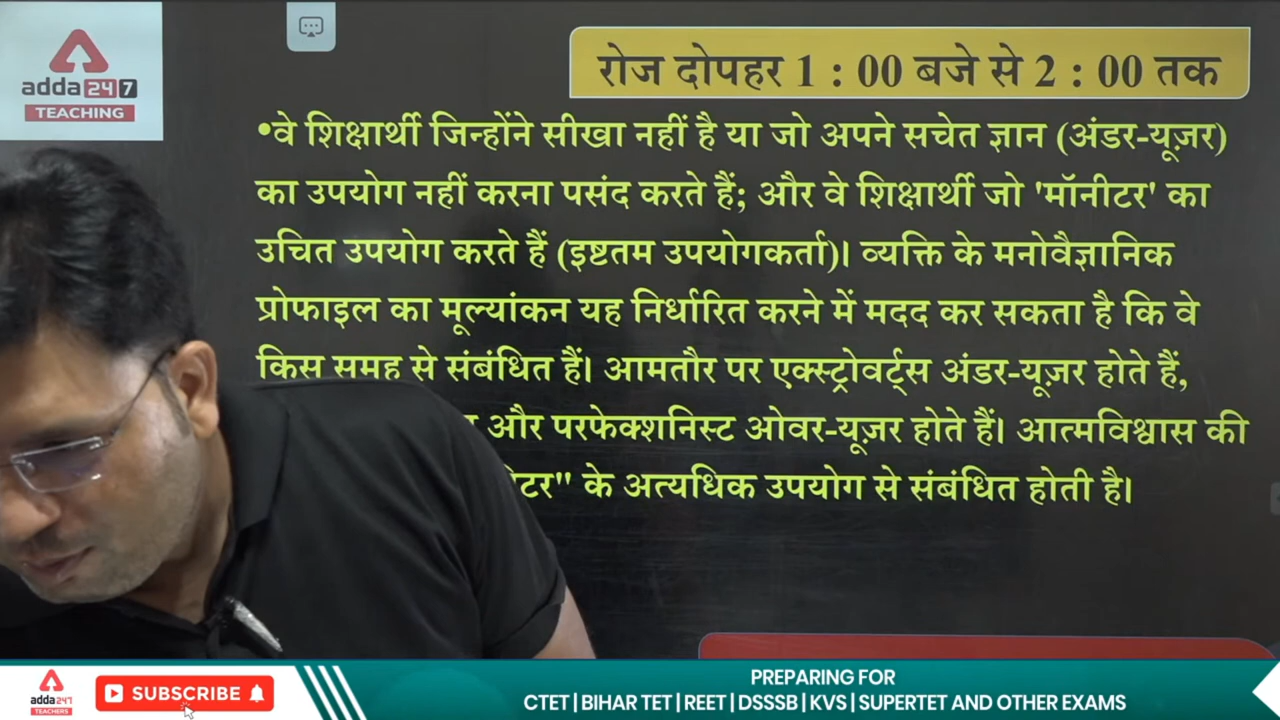 adda 24 7
TEACHING
रोज दोपहर 1 : 00 बजे से 2 : 00 तक
•वे शिक्षार्थी जिन्होंने सीखा नहीं है या जो अपने सचेत ज्ञान (अंडर-यूज़र)
का उपयोग नहीं करना पसंद करते हैं; और वे शिक्षार्थी जो 'मॉनीटर' का
उचित उपयोग करते हैं (इष्टतम उपयोगकर्ता)। व्यक्ति के मनोवैज्ञानिक
प्रोफाइल का मूल्यांकन यह निर्धारित करने में मदद कर सकता है कि वे
किस समूह से संबंधित हैं। आमतौर पर एक्स्ट्रोवर्ट्स अंडर-यूज़र होते हैं,
और परफेक्शनिस्ट ओवर-यूज़र होते हैं। आत्मविश्वास की
के अत्यधिक उपयोग से संबंधित होती है।
adda 247
TEACHERS
SUBSCRIBE
PREPARING FOR
CTET | BIHAR TET | REET | DSSSB | KVS | SUPERTET AND OTHER EXAMS